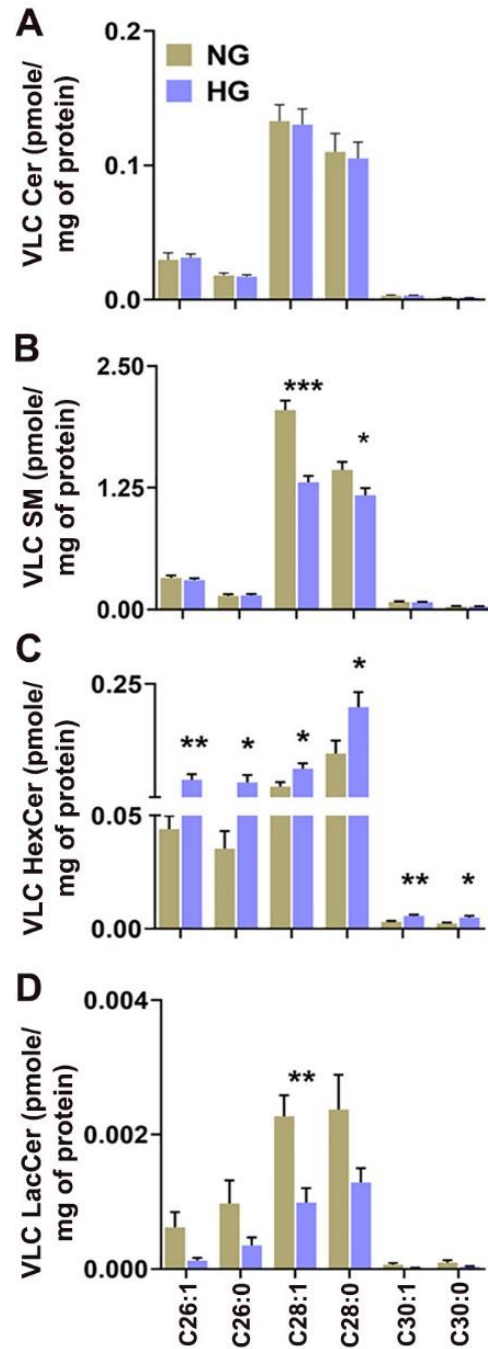 A
VLC Cer (pmole/
mg of protein)
0.2
0.1
0.0
NG
HG
B
VLC SM (pmole/
mg of protein)
2.50
1.25
0.00
***
*
C
VLC HexCer (pmole/
mg of protein)
0.25
0.05
0.00
**
*
*
*
**
*
D
VLC LacCer (pmole/
mg of protein)
0.004
0.002
0.000
**
C26:1
C26:0
C28:1
C28:0
C30:1
C30:0